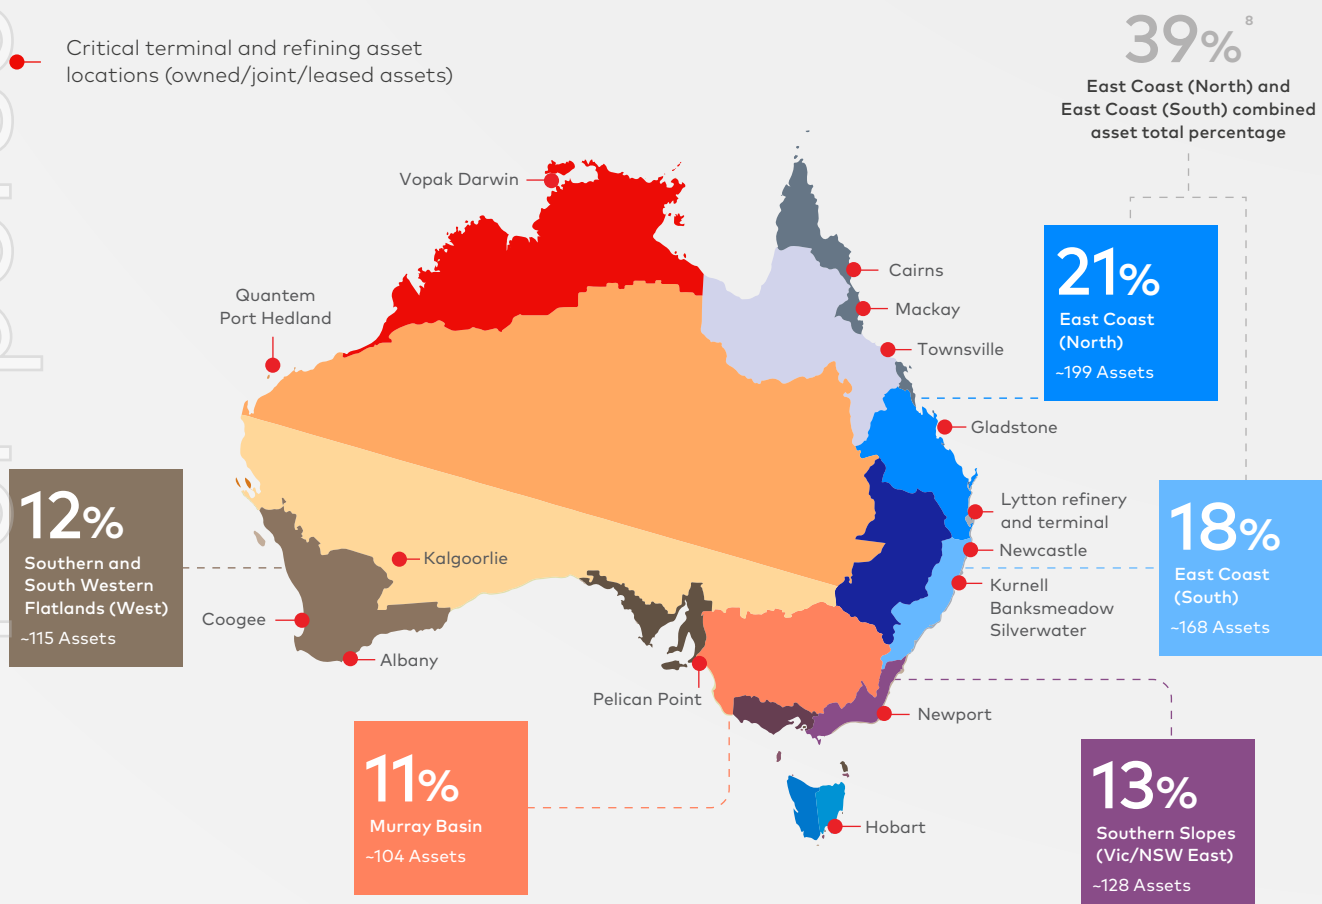 Critical terminal and refining asset
locations (owned/joint/leased assets)
39%⁸
East Coast (North) and
East Coast (South) combined
asset total percentage
Vopak Darwin
Quantem
Port Hedland
Cairns
Mackay
Townsville
21%
East Coast
(North)
~199 Assets
Gladstone
Lytton refinery
and terminal
Newcastle
Kurnell
Banksmeadow
Silverwater
18%
East Coast
(South)
~168 Assets
12%
Southern and
South Western
Flatlands (West)
~115 Assets
Kalgoorlie
Coogee
Albany
Pelican Point
Newport
11%
Murray Basin
~104 Assets
13%
Southern Slopes
(Vic/NSW East)
~128 Assets
Hobart